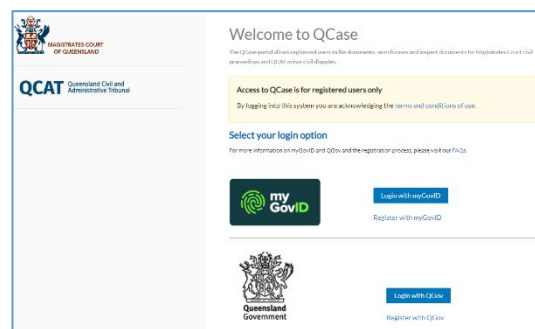 MAGISTRATES COURT
OF QUEENSLAND
QCAT Queensland Civil and
Administrative Tribunal
Welcome to QCase
The QCase portal allows registered users to file documents, search cases and inspect documents for Magistrates Court civil
proceedings and QCAT minor civil disputes.
Access to QCase is for registered users only
By logging into this system you are acknowledging the terms and conditions of use.
Select your login option
For more information on myGovID and QGov and the registration process, please visit our FAQs.
my
GovID
Login with myGovID
Register with myGovID
Queensland
Government
Login with QGov
Register with QGov